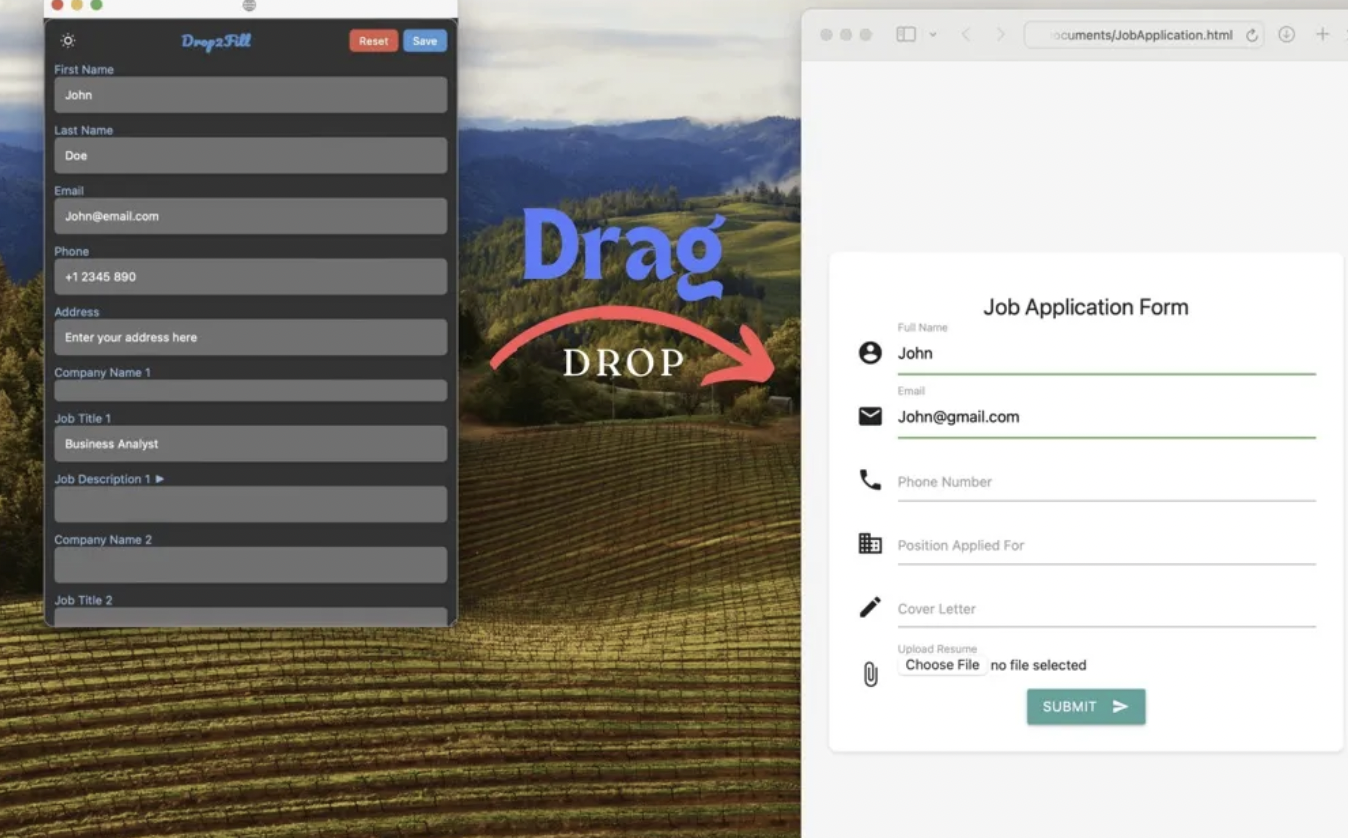 Drop2Fill
Reset
Save
First Name
John
Last Name
Doe
Email
John@email.com
Phone
+1 2345 890
Address
Enter your address here
Company Name 1
Job Title 1
Business Analyst
Job Description 1 ▶
Company Name 2
Job Title 2
Drag
DROP
ocuments/JobApplication.html
Job Application Form
Full Name
John
Email
John@gmail.com
Phone Number
Position Applied For
Cover Letter
Upload Resume
Choose File no file selected
SUBMIT